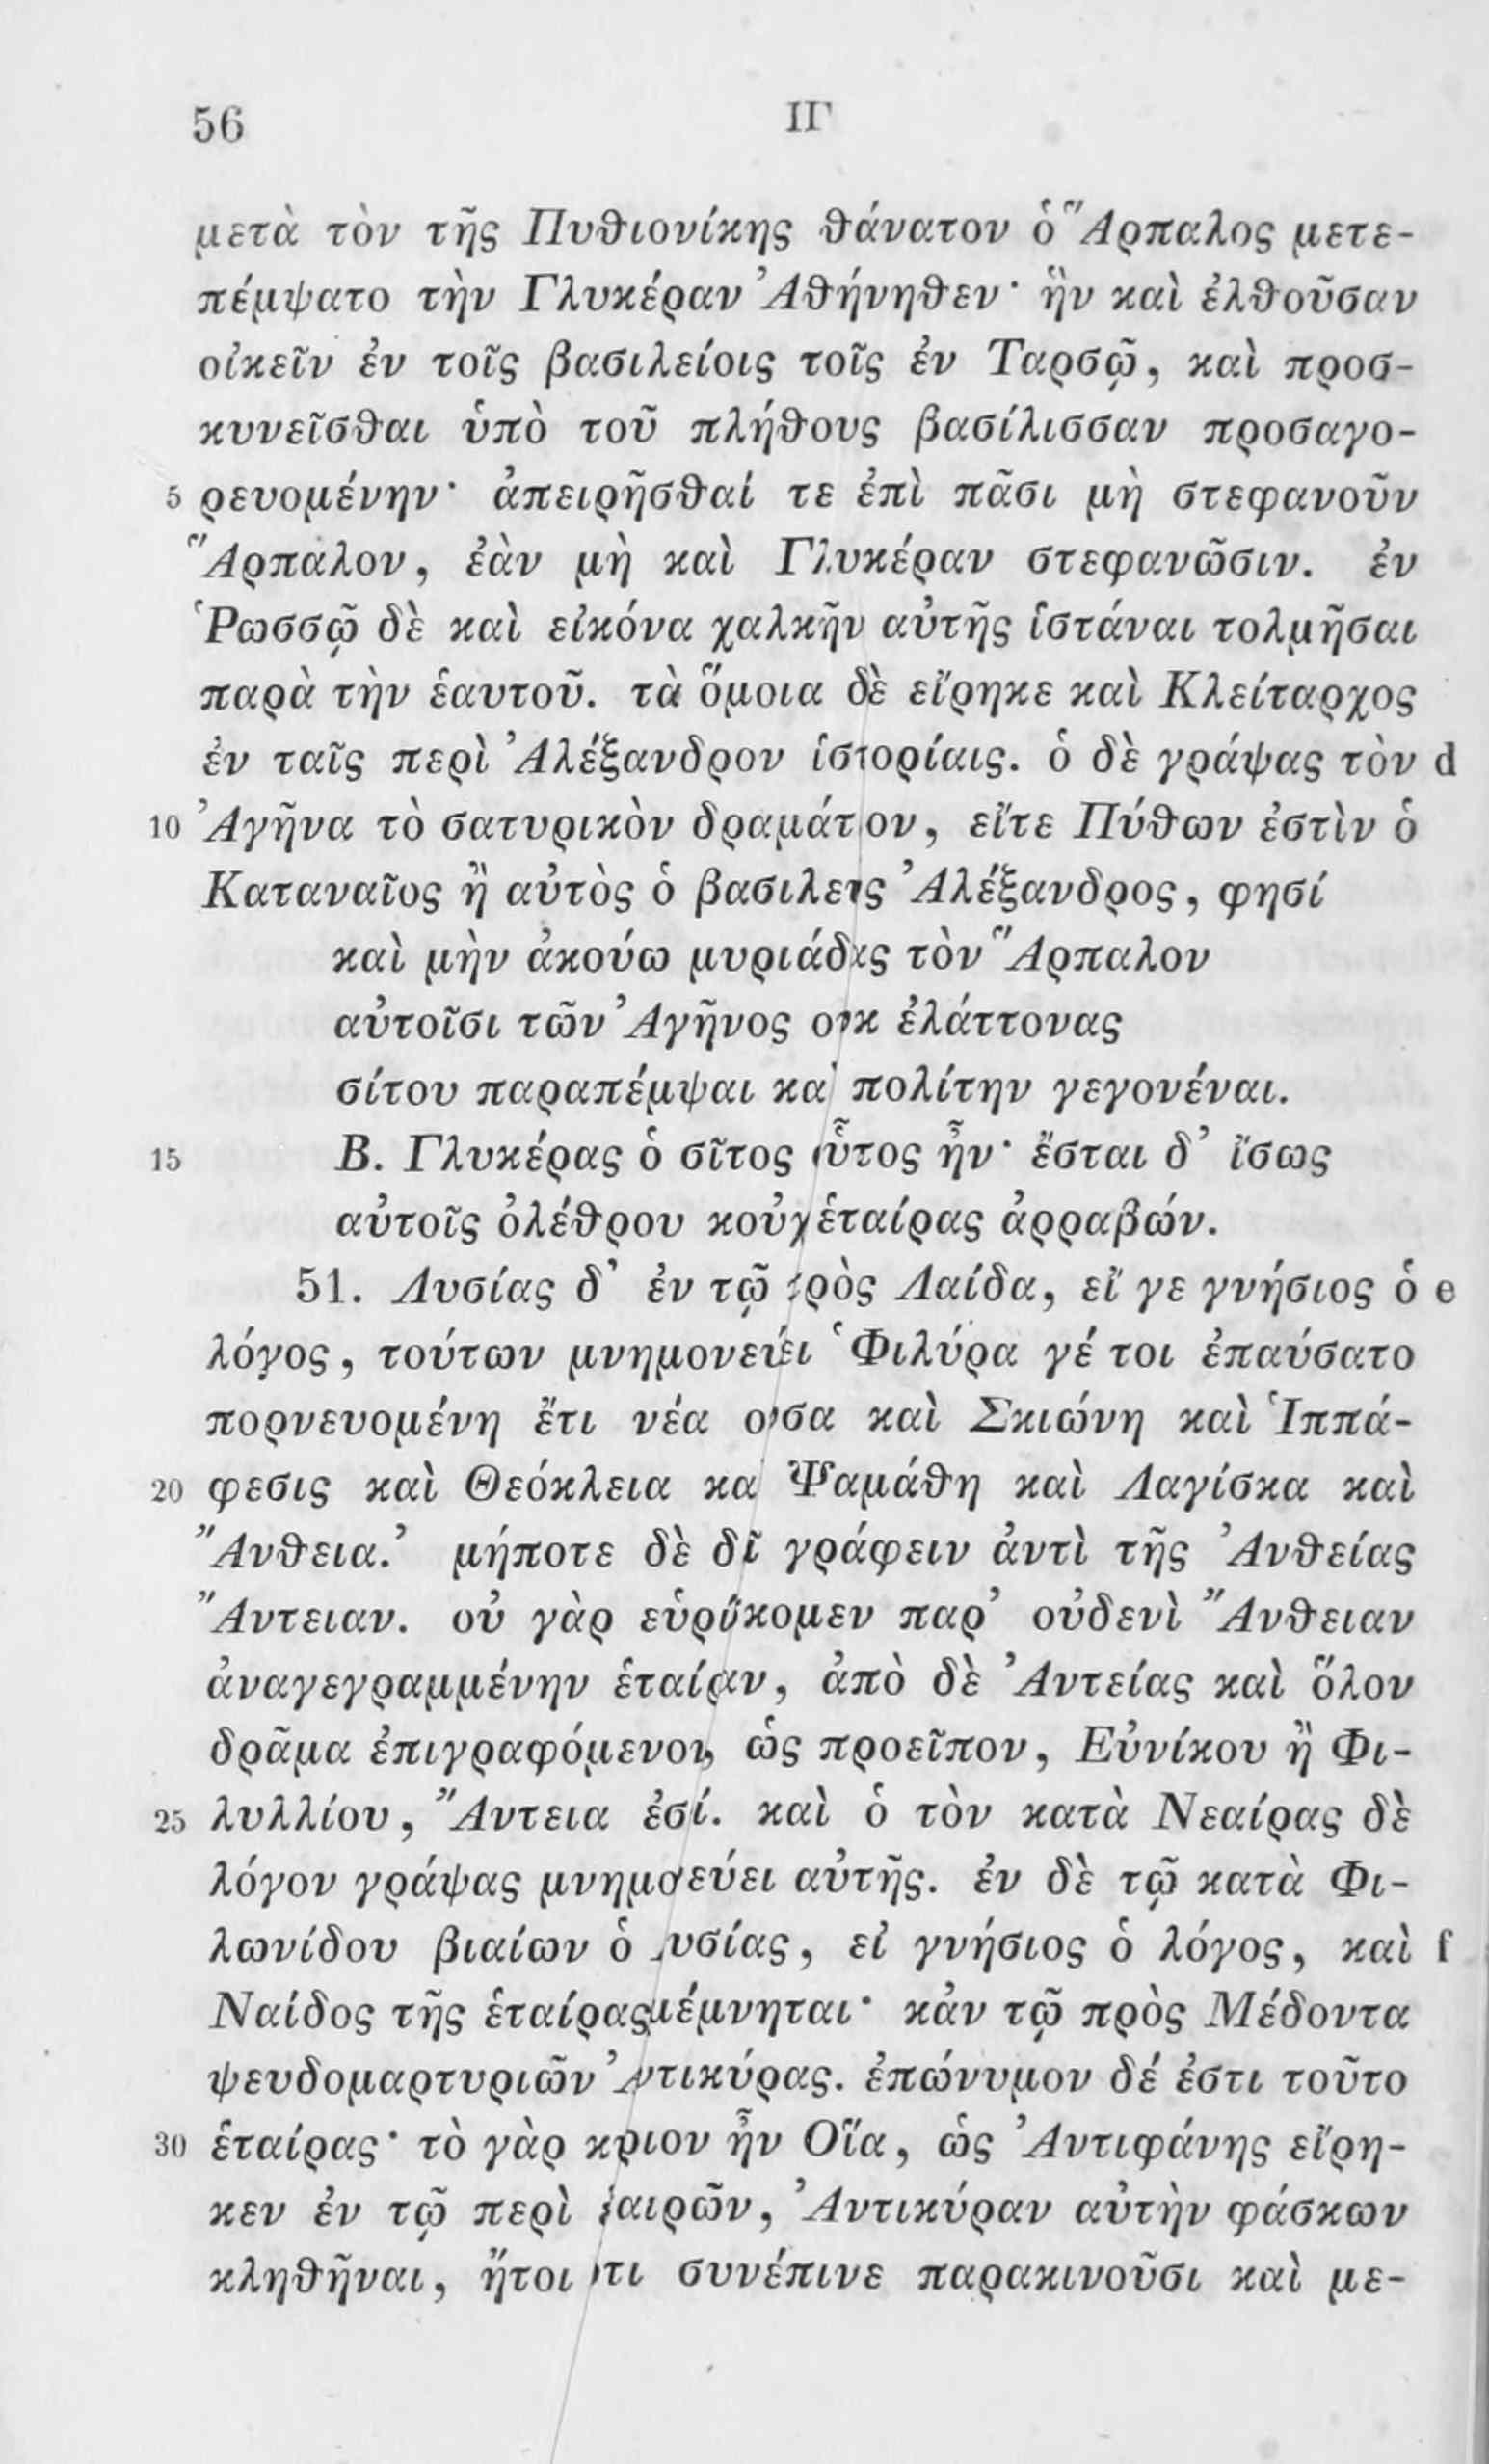 56 ΙΓ
μετὰ τὸν τῆς Πυθιονίκης θάνατον ὁ Ἅρπαλος μετε-
πέμψατο τὴν Γλυκέραν Ἀθήνηθεν· ἣν καὶ ἐλθοῦσαν
οἰκεῖν ἐν τοῖς βασιλείοις τοῖς ἐν Ταρσῷ, καὶ προσ-
κυνεῖσθαι ὑπὸ τοῦ πλήθους βασίλισσαν προσαγο-
5 ρευομένην· ἀπειρῆσθαί τε ἐπὶ πᾶσι μὴ στεφανοῦν
Ἅρπαλον, ἐὰν μὴ καὶ Γλυκέραν στεφανῶσιν. ἐν
Ῥωσσῷ δὲ καὶ εἰκόνα χαλκῆν αὐτῆς ἱστάναι τολμῆσαι
παρὰ τὴν ἑαυτοῦ. τὰ ὅμοια δὲ εἴρηκε καὶ Κλείταρχος
ἐν ταῖς περὶ Ἀλέξανδρον ἱστορίαις. ὁ δὲ γράψας τὸν d
10 Ἀγῆνα τὸ σατυρικὸν δραμάτιον, εἴτε Πύθων ἐστὶν ὁ
Καταναῖος ἢ αὐτὸς ὁ βασιλεὺς Ἀλέξανδρος, φησί
καὶ μὴν ἀκούω μυριάδας τὸν Ἅρπαλον
αὐτοῖσι τῶν Ἀγῆνος οὐκ ἐλάττονας
σίτου παραπέμψαι καὶ πολίτην γεγονέναι.
15 Β. Γλυκέρας ὁ σῖτος οὗτος ἦν· ἔσται δ’ ἴσως
αὐτοῖς ὀλέθρου κοὐχ ἑταίρας ἀρραβών.
51. Λυσίας δ’ ἐν τῷ πρὸς Λαίδα, εἴ γε γνήσιος ὁ e
λόγος, τούτων μνημονεύει ‘Φιλύρα γέ τοι ἐπαύσατο
πορνευομένη ἔτι νέα οὖσα καὶ Σκιώνη καὶ Ἱππά-
20 φεσις καὶ Θεόκλεια καὶ Ψαμάθη καὶ Λαγίσκα καὶ
Ἄνθεια.’ μήποτε δὲ δεῖ γράφειν ἀντὶ τῆς Ἀνθείας
Ἄντειαν. οὐ γὰρ εὑρίσκομεν παρ’ οὐδενὶ Ἄνθειαν
ἀναγεγραμμένην ἑταίραν, ἀπὸ δὲ Ἀντείας καὶ ὅλον
δρᾶμα ἐπιγραφόμενον, ὡς προεῖπον, Εὐνίκου ἢ Φι-
25 λυλλίου, Ἄντεια ἐστί. καὶ ὁ τὸν κατὰ Νεαίρας δὲ
λόγον γράψας μνημονεύει αὐτῆς. ἐν δὲ τῷ κατὰ Φι-
λωνίδου βιαίων ὁ Λυσίας, εἰ γνήσιος ὁ λόγος, καὶ f
Ναίδος τῆς ἑταίρας μέμνηται· κἀν τῷ πρὸς Μέδοντα
ψευδομαρτυριῶν Ἀντικύρας. ἐπώνυμον δέ ἐστι τοῦτο
30 ἑταίρας· τὸ γὰρ κύριον ἦν Οἴα, ὡς Ἀντιφάνης εἴρη-
κεν ἐν τῷ περὶ ἑταιρῶν, Ἀντικύραν αὐτὴν φάσκων
κληθῆναι, ἤτοι ὅτι συνέπινε παρακινοῦσι καὶ με-